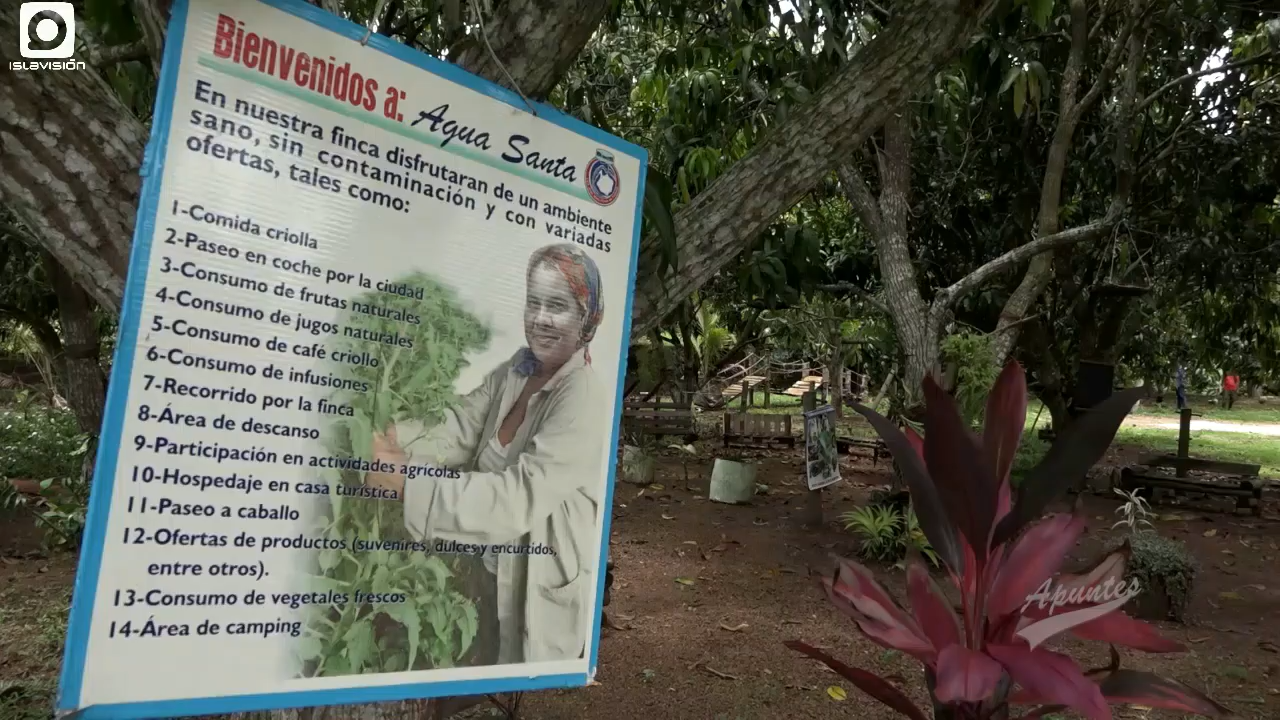 ISLAVISIÓN
Bienvenidos a: Agua Santa
En nuestra finca disfrutaran de un ambiente
sano, sin contaminación y con variadas
ofertas, tales como:
1-Comida criolla
2-Paseo en coche por la ciudad
3-Consumo de frutas naturales
4-Consumo de jugos naturales
5-Consumo de café criollo
6-Consumo de infusiones
7-Recorrido por la finca
8-Área de descanso
9-Participación en actividades agrícolas
10-Hospedaje en casa turística
11-Paseo a caballo
12-Ofertas de productos (suvenires, dulces y encurtidos,
entre otros).
13-Consumo de vegetales frescos
14-Área de camping
Apuntes